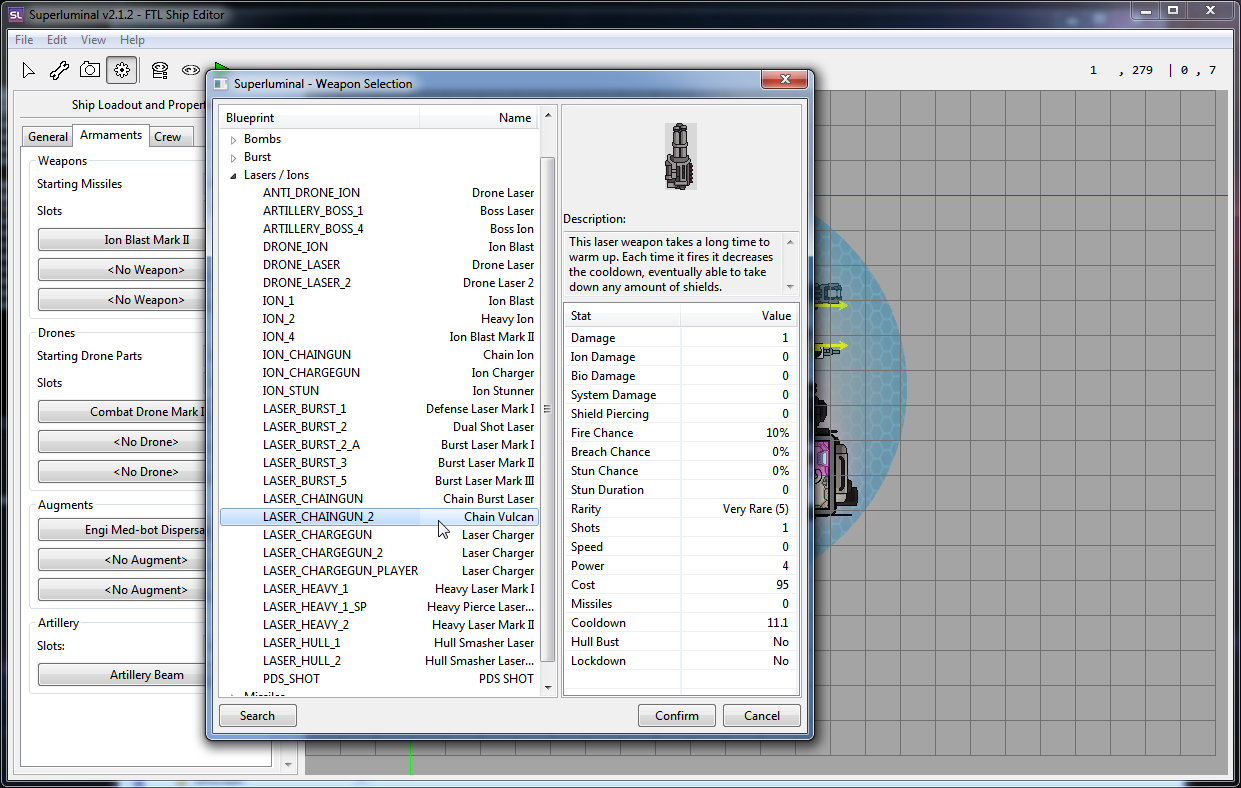 SL Superluminal v2.1.2 - FTL Ship Editor
File Edit View Help
1 , 279 | 0 , 7
Ship Loadout and Propert
General Armaments Crew
Weapons
Starting Missiles
Slots
Ion Blast Mark II
<No Weapon>
<No Weapon>
Drones
Starting Drone Parts
Slots
Combat Drone Mark I
<No Drone>
<No Drone>
Augments
Engi Med-bot Dispersa
<No Augment>
<No Augment>
Artillery
Slots:
Artillery Beam
Superluminal - Weapon Selection
Blueprint Name
Bombs
Burst
Lasers / Ions
ANTI_DRONE_ION Drone Laser
ARTILLERY_BOSS_1 Boss Laser
ARTILLERY_BOSS_4 Boss Ion
DRONE_ION Ion Blast
DRONE_LASER Drone Laser
DRONE_LASER_2 Drone Laser 2
ION_1 Ion Blast
ION_2 Heavy Ion
ION_4 Ion Blast Mark II
ION_CHAINGUN Chain Ion
ION_CHARGEGUN Ion Charger
ION_STUN Ion Stunner
LASER_BURST_1 Defense Laser Mark I
LASER_BURST_2 Dual Shot Laser
LASER_BURST_2_A Burst Laser Mark I
LASER_BURST_3 Burst Laser Mark II
LASER_BURST_5 Burst Laser Mark III
LASER_CHAINGUN Chain Burst Laser
LASER_CHAINGUN_2 Chain Vulcan
LASER_CHARGEGUN Laser Charger
LASER_CHARGEGUN_2 Laser Charger
LASER_CHARGEGUN_PLAYER Laser Charger
LASER_HEAVY_1 Heavy Laser Mark I
LASER_HEAVY_1_SP Heavy Pierce Laser...
LASER_HEAVY_2 Heavy Laser Mark II
LASER_HULL_1 Hull Smasher Laser
LASER_HULL_2 Hull Smasher Laser...
PDS_SHOT PDS SHOT
Missiles
Search
Description:
This laser weapon takes a long time to
warm up. Each time it fires it decreases
the cooldown, eventually able to take
down any amount of shields.
Stat Value
Damage 1
Ion Damage 0
Bio Damage 0
System Damage 0
Shield Piercing 0
Fire Chance 10%
Breach Chance 0%
Stun Chance 0%
Stun Duration 0
Rarity Very Rare (5)
Shots 1
Speed 0
Power 4
Cost 95
Missiles 0
Cooldown 11.1
Hull Bust No
Lockdown No
Confirm Cancel